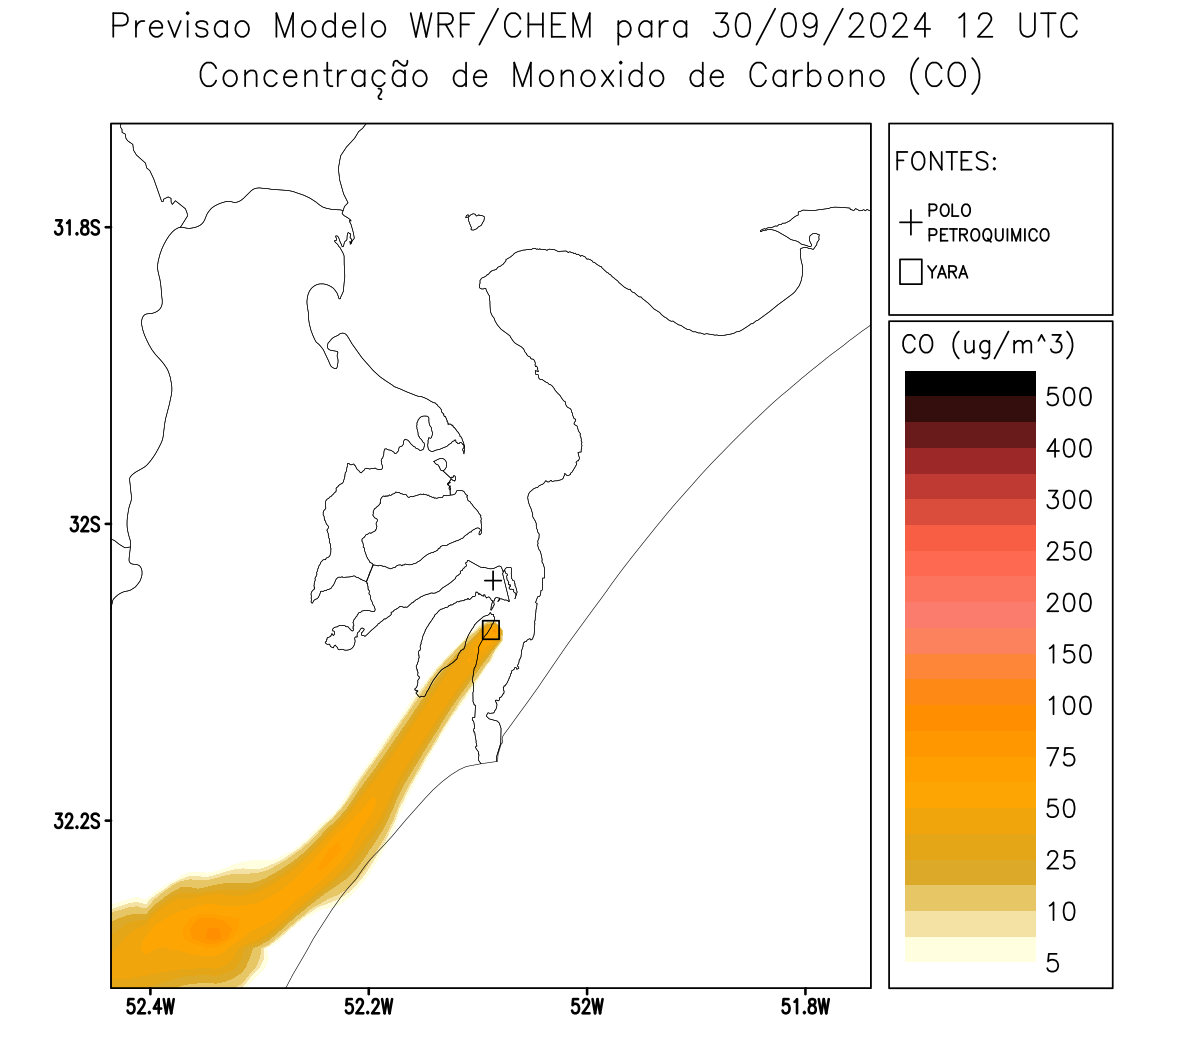 Previsao Modelo WRF/CHEM para 30/09/2024 12 UTC
Concentração de Monoxido de Carbono (CO)
FONTES:
POLO
PETROQUIMICO
YARA
CO (ug/m^3)
500
400
300
250
200
150
100
75
50
25
10
5
31.8S
32S
32.2S
52.4W
52.2W
52W
51.8W